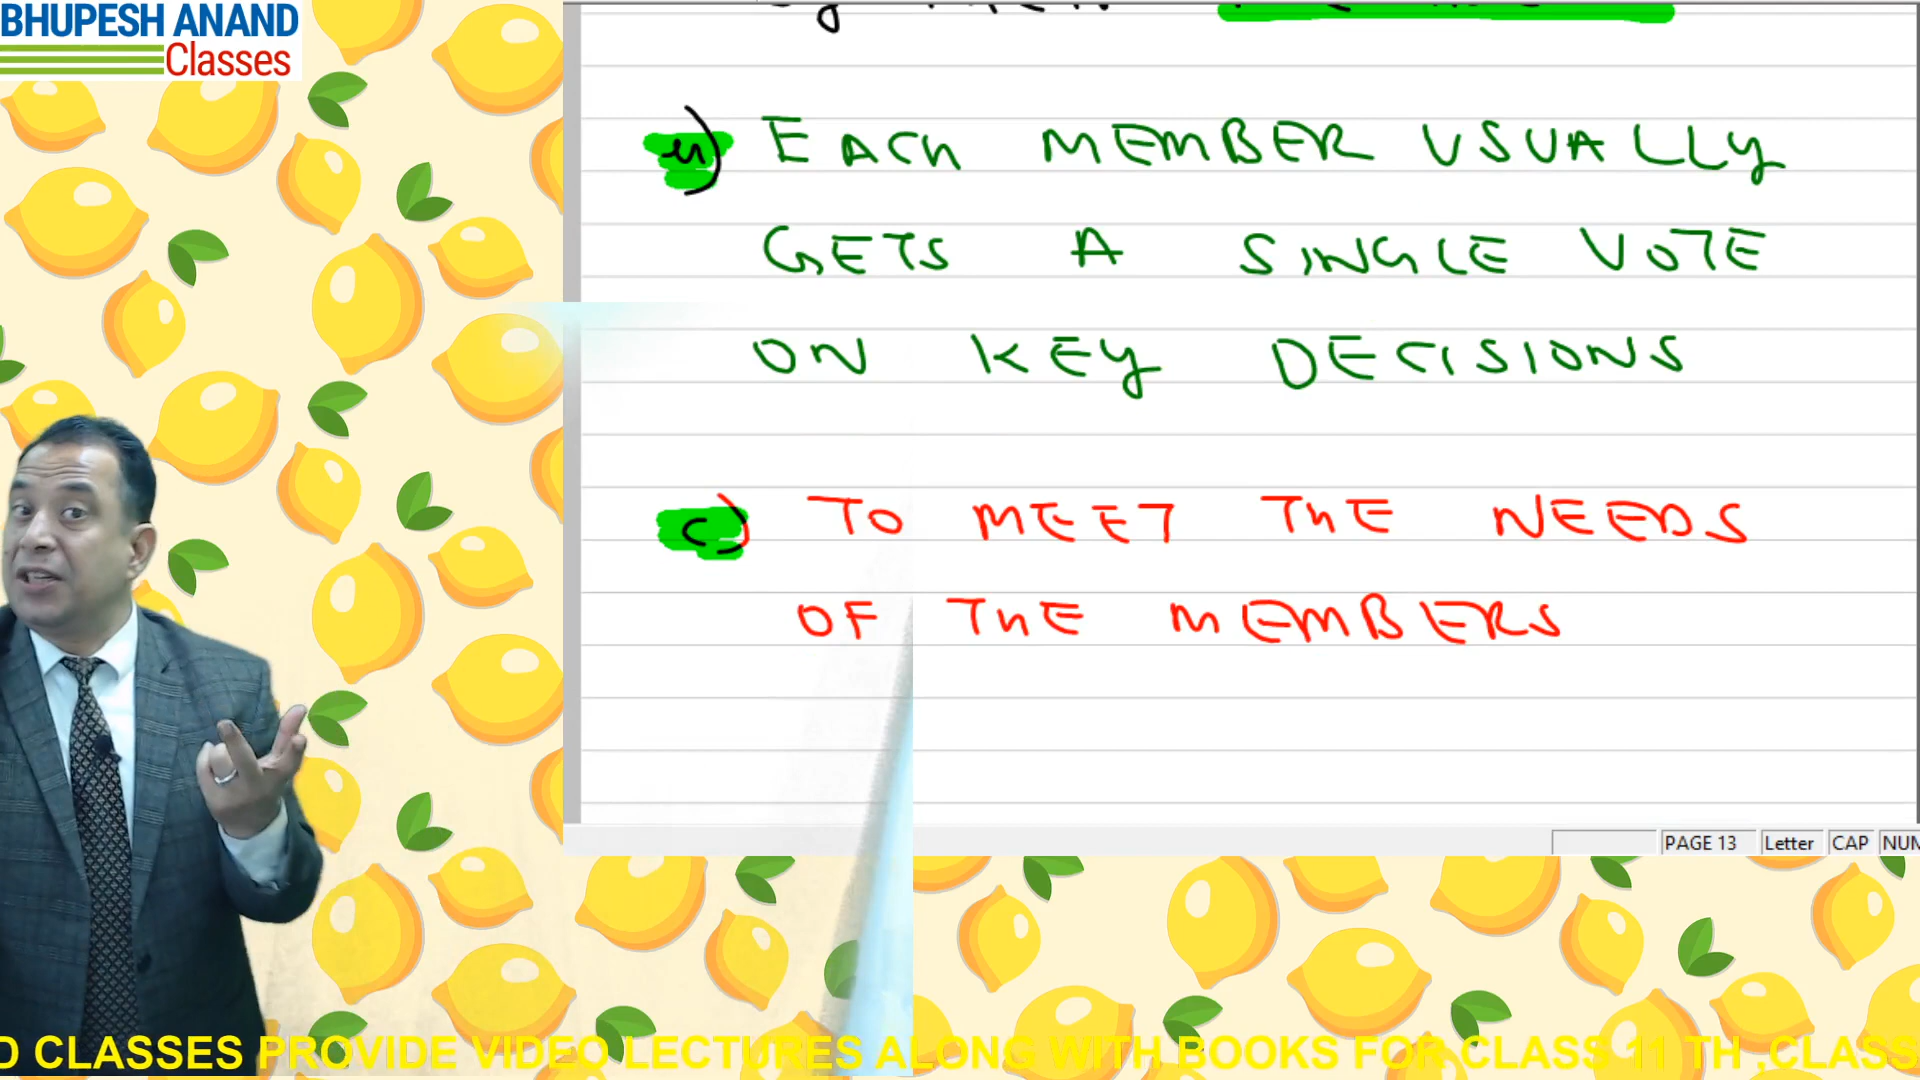 BHUPESH ANAND
Classes
EACH MEMBER USUALLY
GETS A SINGLE VOTE
ON KEY DECISIONS
C) TO MEET THE NEEDS
OF THE MEMBERS
PAGE 13 Letter CAP NUM
D CLASSES PROVIDE VIDEO LECTURES ALONG WITH BOOKS FOR CLASS 11 TH ,CLASS